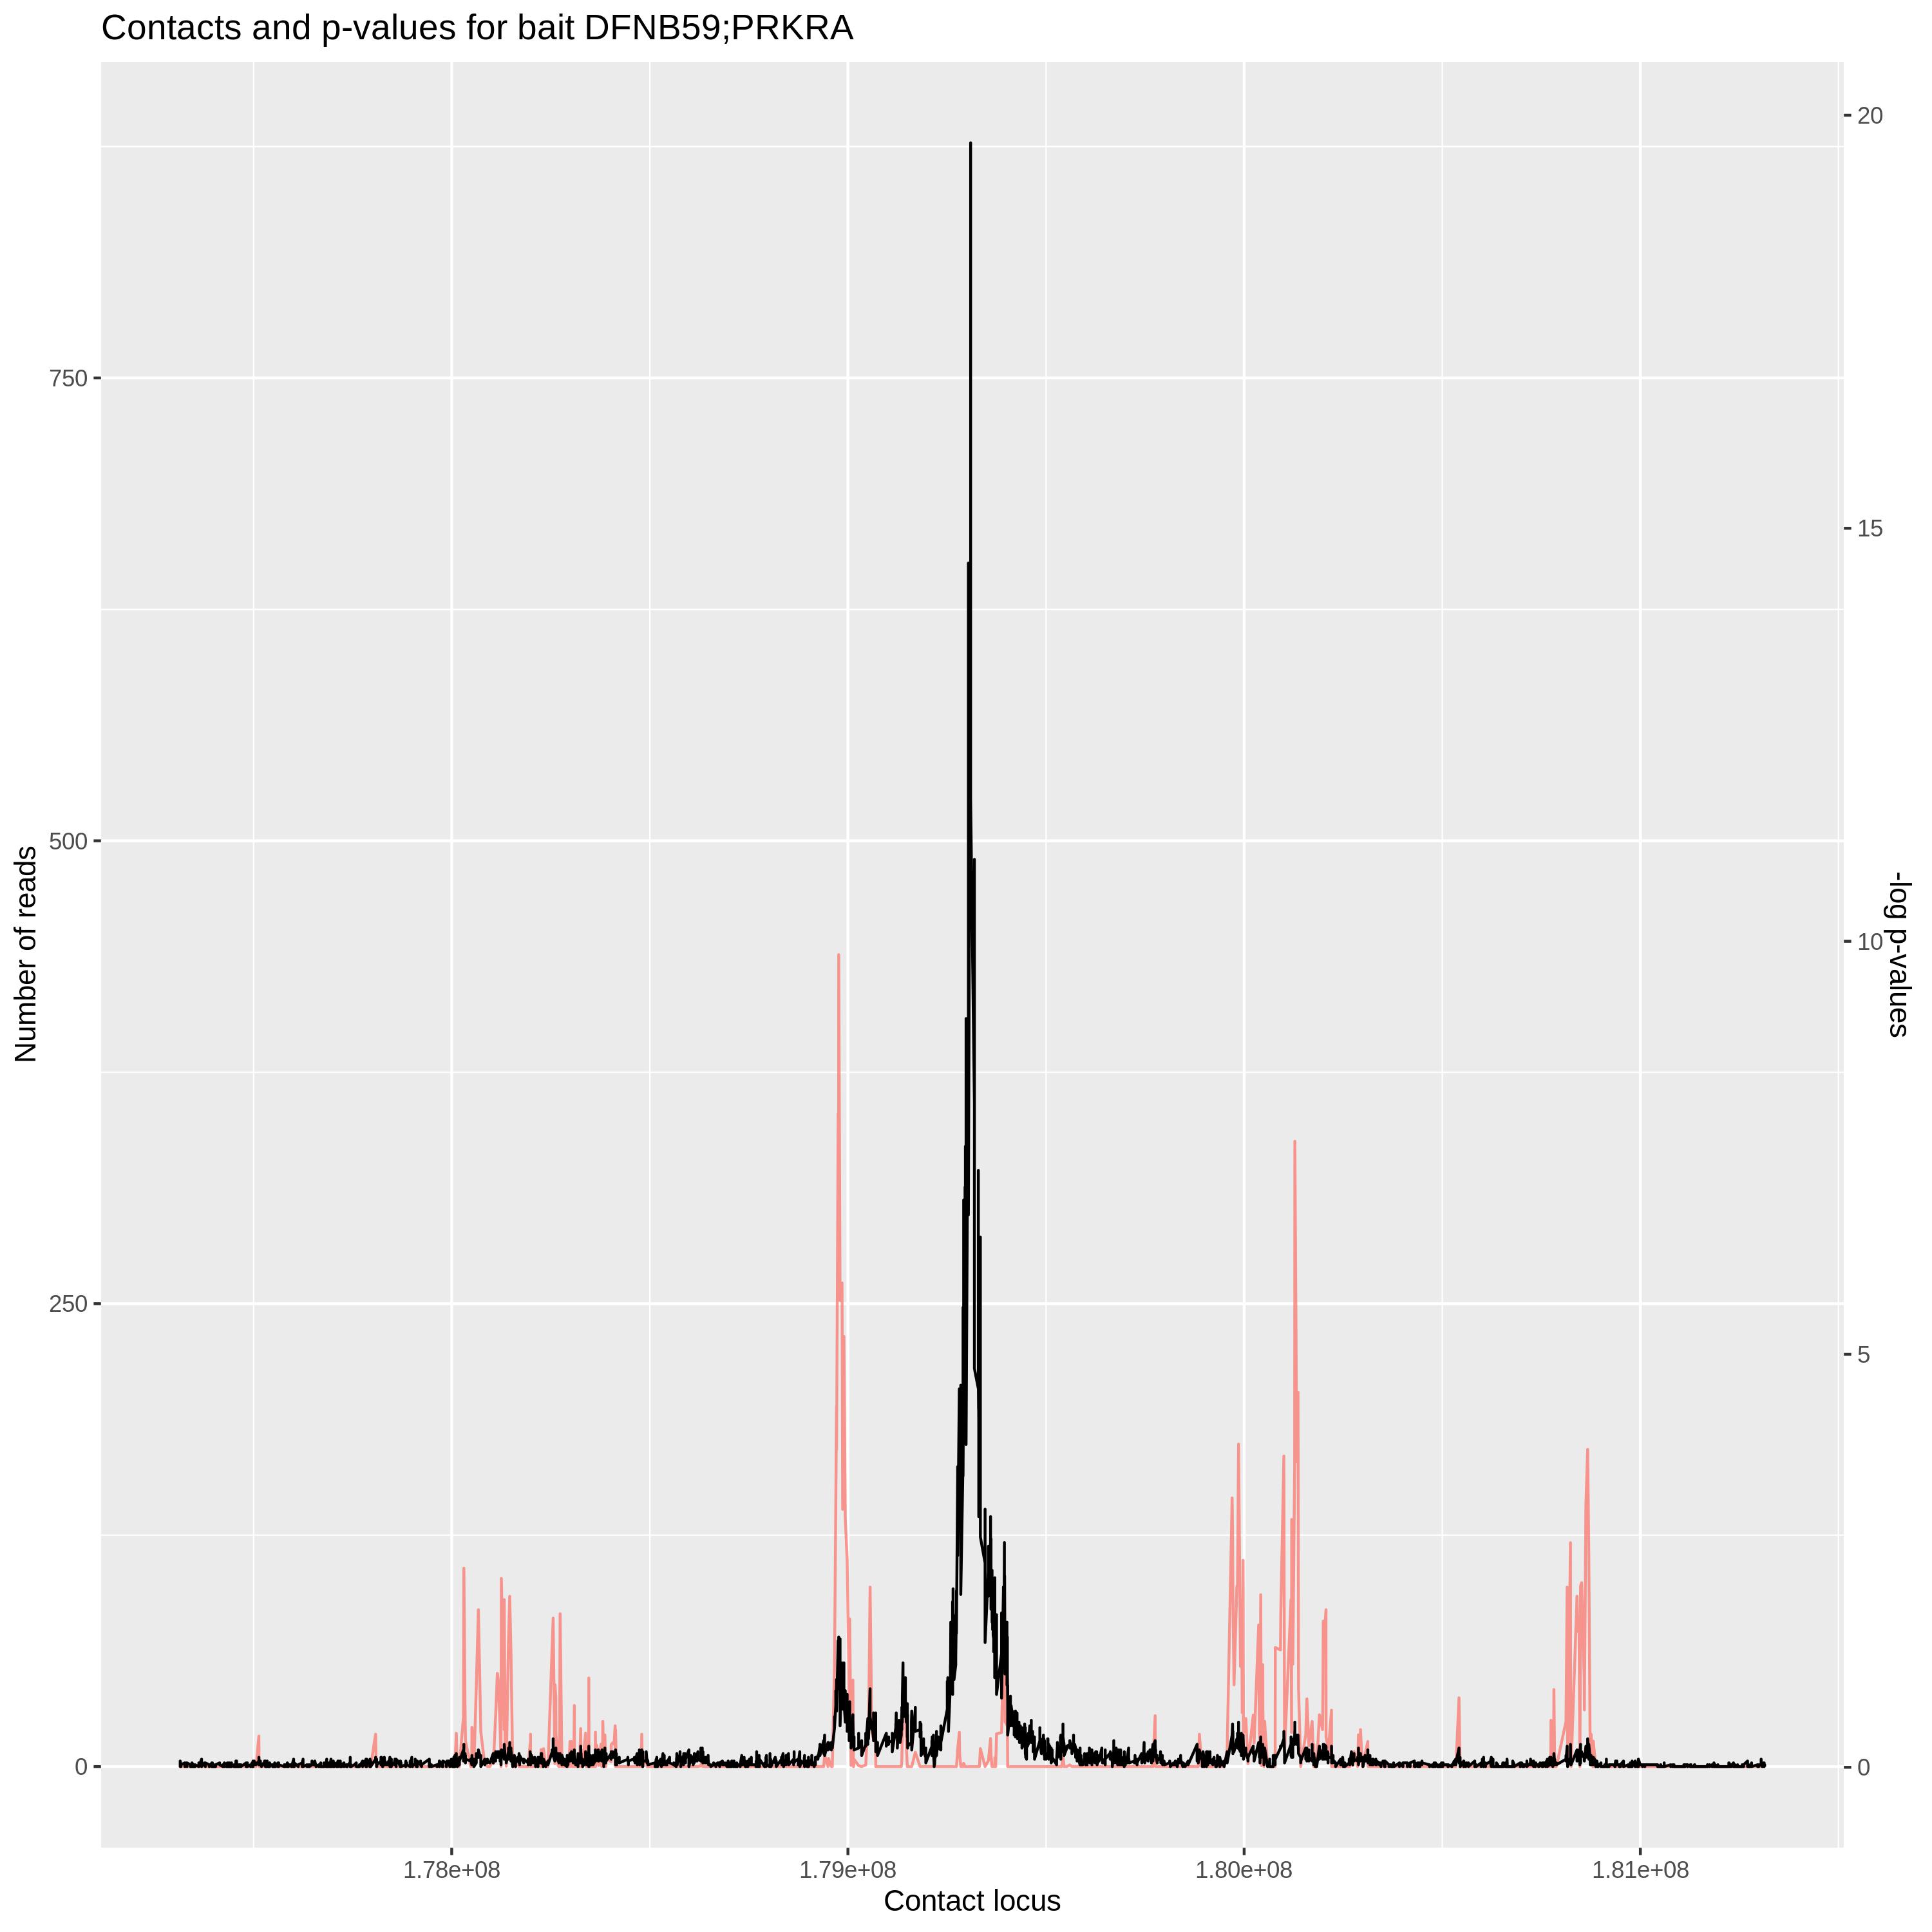 Contacts and p-values for bait DFNB59;PRKRA
Number of reads
750
500
250
0
20
15
10
5
0
-log p-values
1.78e+08
1.79e+08
1.80e+08
1.81e+08
Contact locus